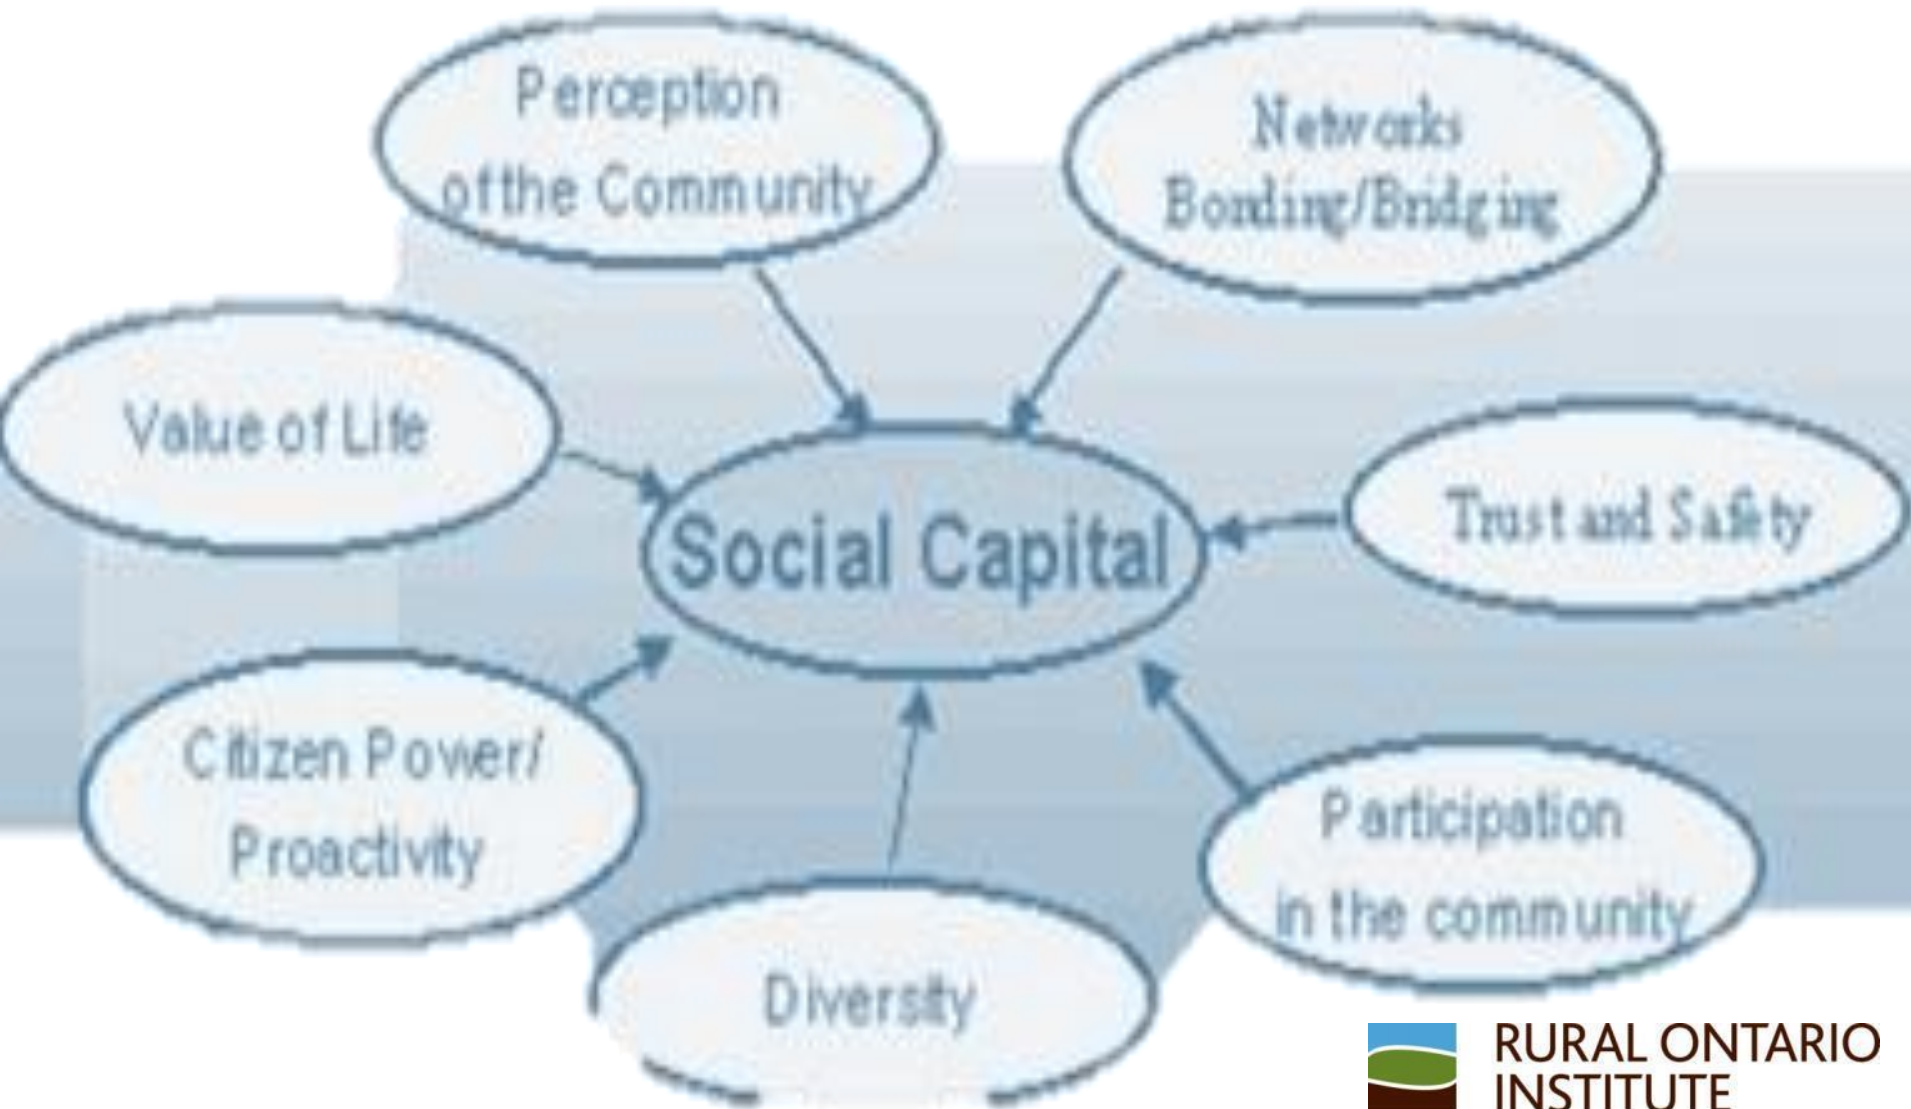 Perception
of the Community
Networks
Bonding/Bridging
Value of Life
Social Capital
Trust and Safety
Citizen Power/
Proactivity
Participation
in the community
Diversity
RURAL ONTARIO
INSTITUTE